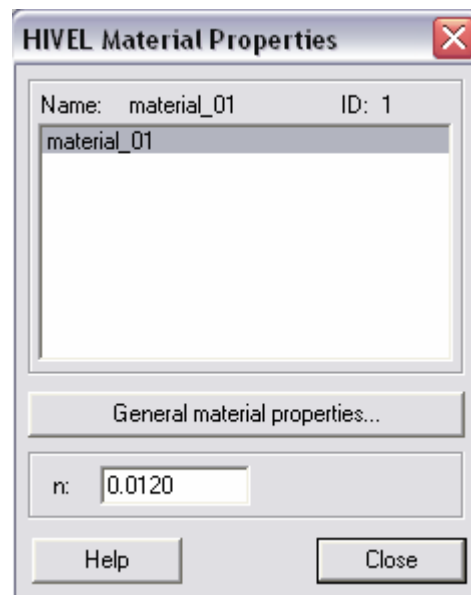 HIVEL Material Properties
Name: material_01 ID: 1
material_01
General material properties...
n: 0.0120
Help Close